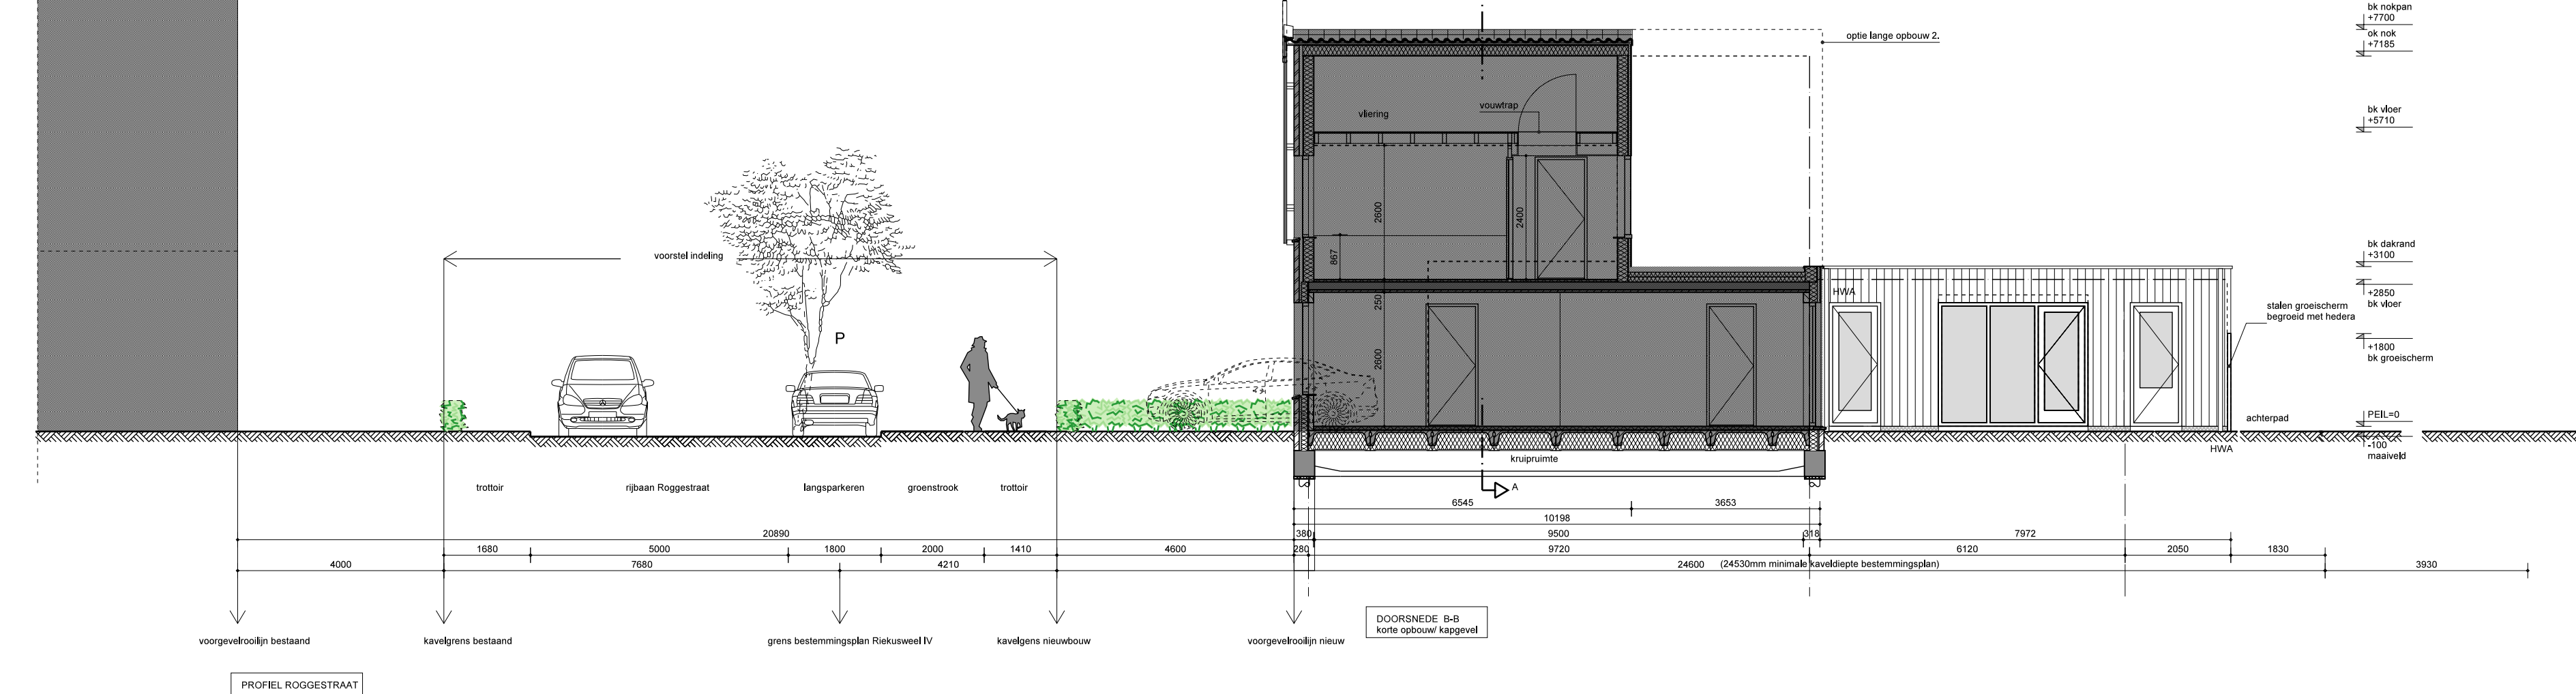 bk nokpan
+7700
ok nok
+7185
optie lange opbouw 2.
vliering
vouwtrap
bk vloer
+5710
2600
2400
867
voorstel indeling
bk dakrand
+3100
HWA
+2850
bk vloer
250
stalen groeischerm
begroeid met hedera
P
+1800
bk groeischerm
2600
PEIL=0
achterpad
-100
maaiveld
HWA
kruipruimte
trottoir
rijbaan Roggestraat
langsparkeren
groenstrook
trottoir
A
6545
3653
10198
20890
380
9500
318
7972
1680
5000
1800
2000
1410
4600
280
9720
6120
2050
1830
4000
7680
4210
24600
(24530mm minimale kaveldiepte bestemmingsplan)
3930
voorgevelrooilijn bestaand
kavelgrens bestaand
grens bestemmingsplan Riekusweel IV
kavelgens nieuwbouw
voorgevelrooilijn nieuw
DOORSNEDE B-B
korte opbouw/ kapgevel
PROFIEL ROGGESTRAAT